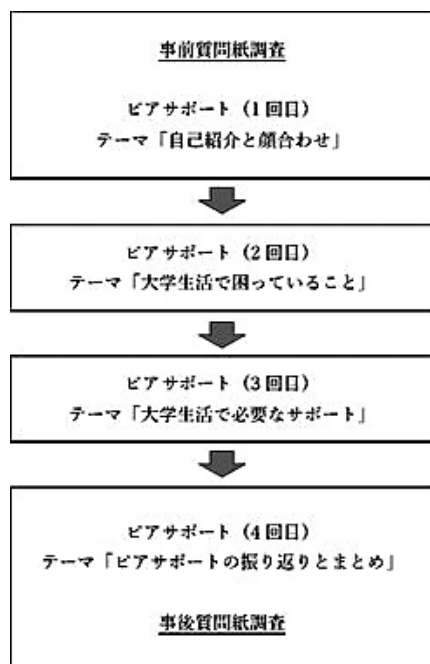 事前質問紙調査
ピアサポート（1回目）
テーマ「自己紹介と顔合わせ」
ピアサポート（2回目）
テーマ「大学生活で困っていること」
ピアサポート（3回目）
テーマ「大学生活で必要なサポート」
ピアサポート（4回目）
テーマ「ピアサポートの振り返りとまとめ」
事後質問紙調査